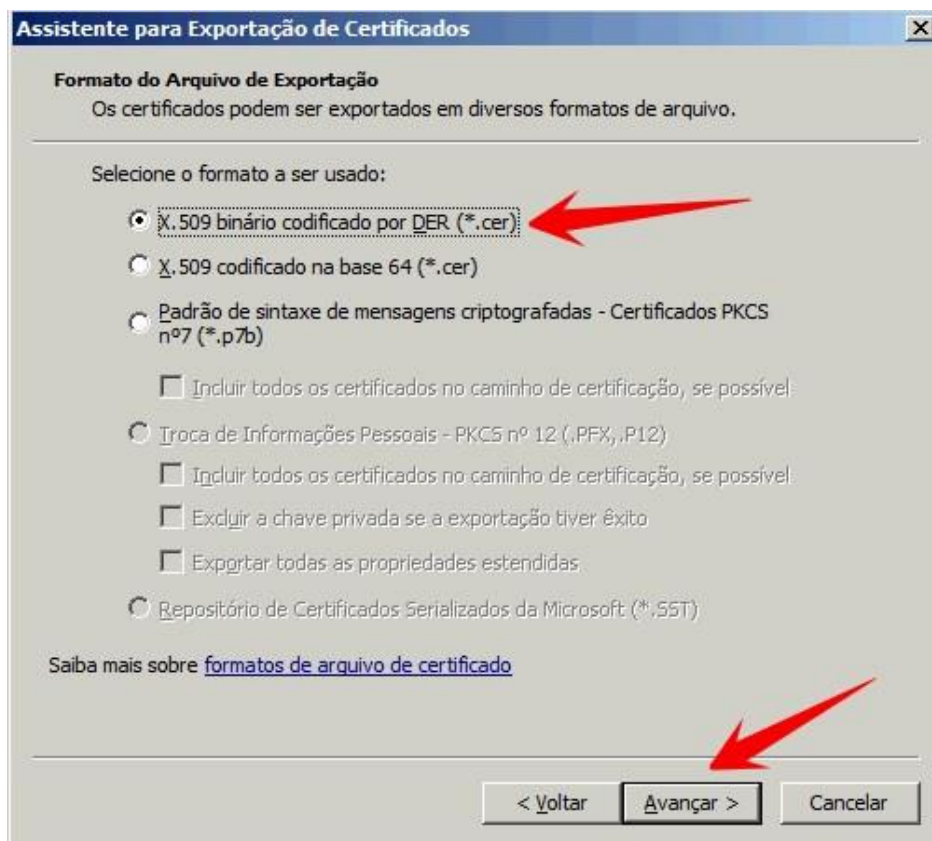 Assistente para Exportação de Certificados
Formato do Arquivo de Exportação
Os certificados podem ser exportados em diversos formatos de arquivo.
Selecione o formato a ser usado:
X.509 binário codificado por DER (*.cer)
X.509 codificado na base 64 (*.cer)
Padrão de sintaxe de mensagens criptografadas - Certificados PKCS
nº7 (*.p7b)
Incluir todos os certificados no caminho de certificação, se possível
Troca de Informações Pessoais - PKCS nº 12 (.PFX,.P12)
Incluir todos os certificados no caminho de certificação, se possível
Excluir a chave privada se a exportação tiver êxito
Exportar todas as propriedades estendidas
Repositório de Certificados Serializados da Microsoft (*.SST)
Saiba mais sobre formatos de arquivo de certificado
< Voltar Avançar > Cancelar